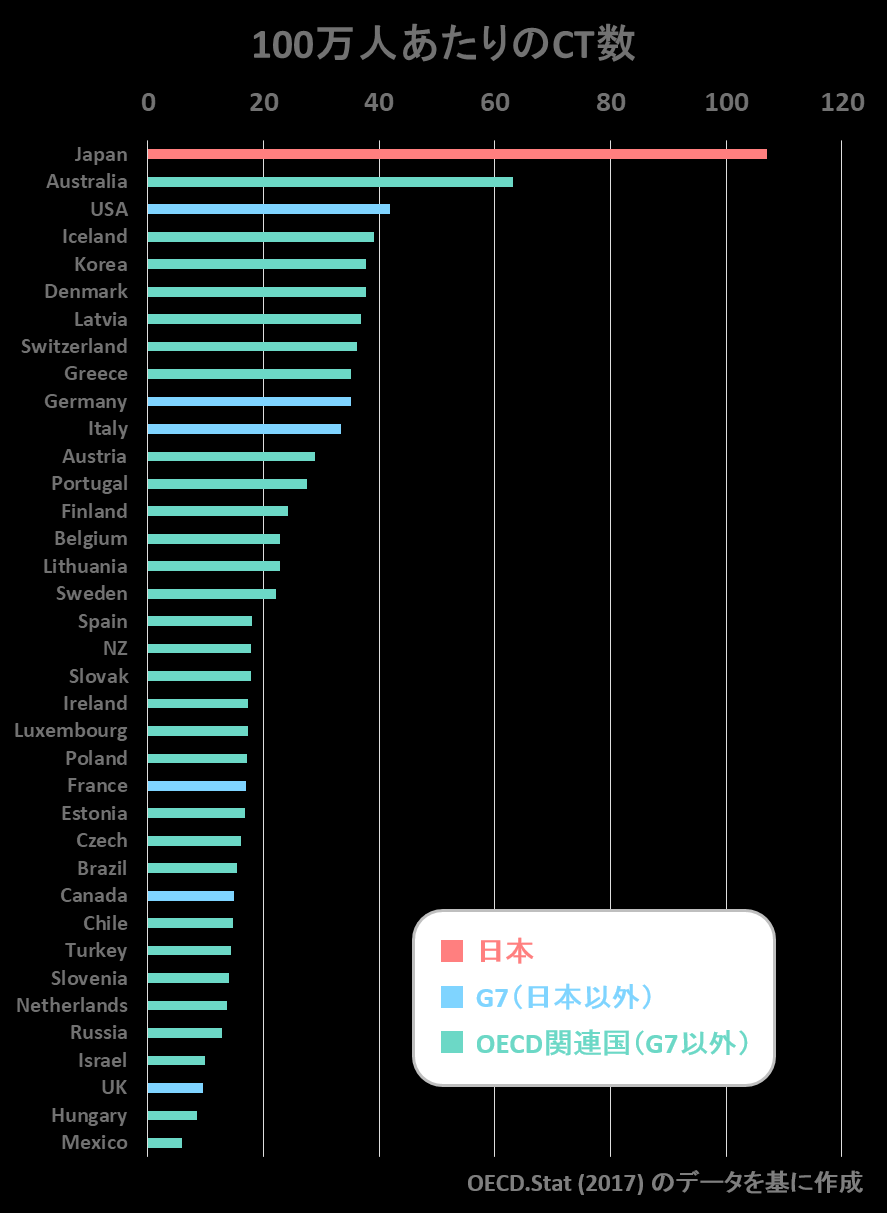 100万人あたりのCT数
0 20 40 60 80 100 120
Japan
Australia
USA
Iceland
Korea
Denmark
Latvia
Switzerland
Greece
Germany
Italy
Austria
Portugal
Finland
Belgium
Lithuania
Sweden
Spain
NZ
Slovak
Ireland
Luxembourg
Poland
France
Estonia
Czech
Brazil
Canada
Chile
Turkey
Slovenia
Netherlands
Russia
Israel
UK
Hungary
Mexico
日本
G7（日本以外）
OECD関連国（G7以外）
OECD.Stat (2017) のデータを基に作成